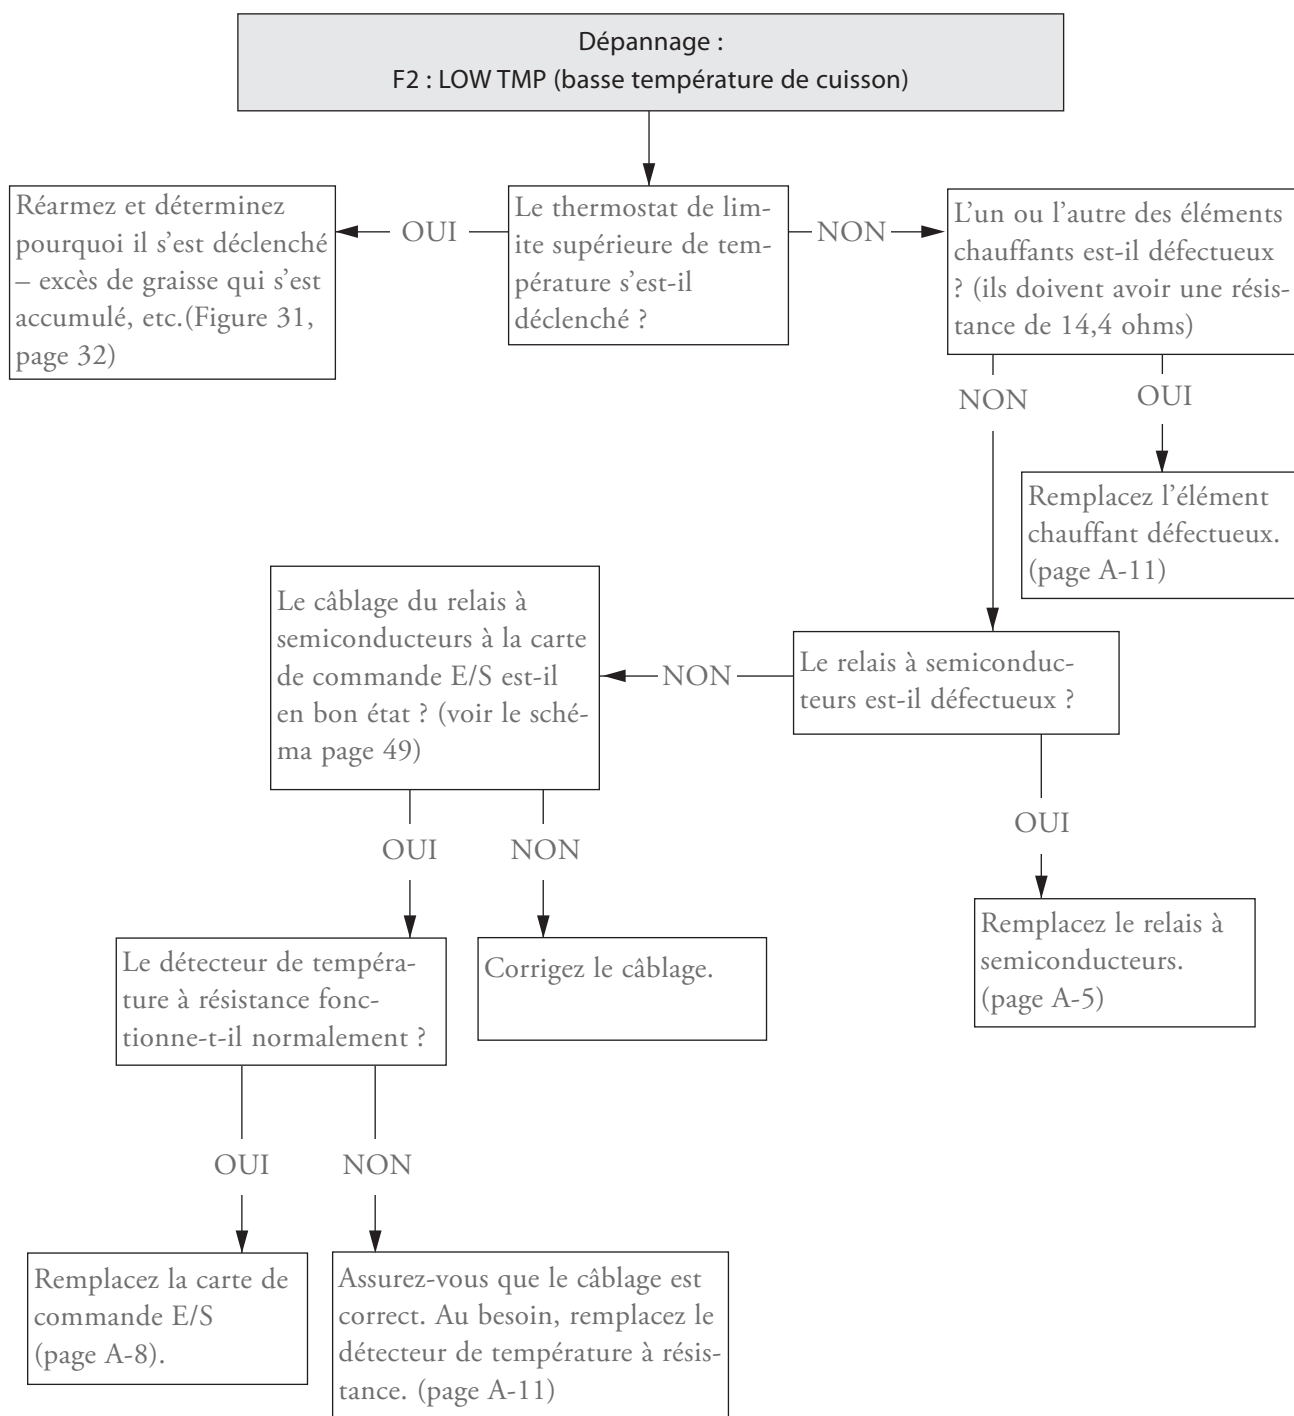 Dépannage :
F2 : LOW TMP (basse température de cuisson)
Réarmez et déterminez
pourquoi il s'est déclenché
– excès de graisse qui s'est
accumulé, etc.(Figure 31,
page 32)
OUI
Le thermostat de lim-
ite supérieure de tem-
pérature s'est-il
déclenché ?
NON
L'un ou l'autre des éléments
chauffants est-il défectueux
? (ils doivent avoir une résis-
tance de 14,4 ohms)
NON
OUI
Remplacez l'élément
chauffant défectueux.
(page A-11)
Le câblage du relais à
semiconducteurs à la carte
de commande E/S est-il
en bon état ? (voir le sché-
ma page 49)
NON
Le relais à semiconduc-
teurs est-il défectueux ?
OUI
NON
OUI
Remplacez le relais à
semiconducteurs.
(page A-5)
Le détecteur de tempéra-
ture à résistance fonc-
tionne-t-il normalement ?
Corrigez le câblage.
OUI
NON
Remplacez la carte de
commande E/S
(page A-8).
Assurez-vous que le câblage est
correct. Au besoin, remplacez le
détecteur de température à résis-
tance. (page A-11)